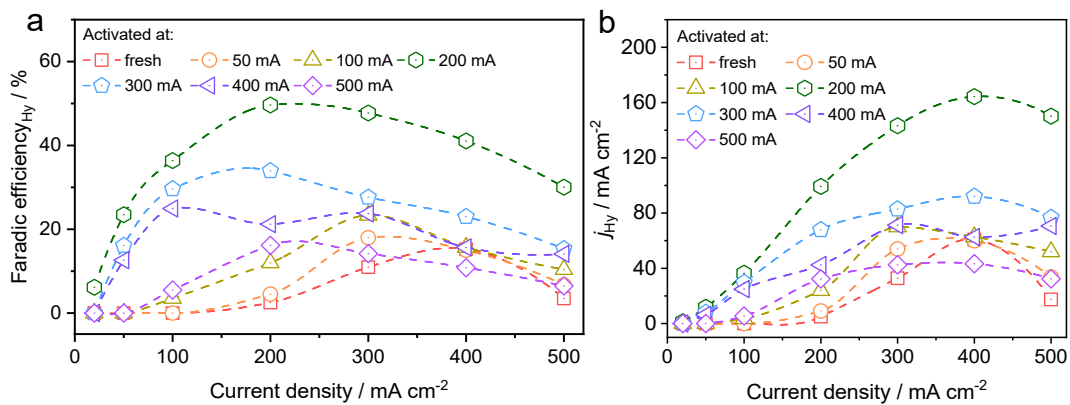 a
Activated at:
fresh 50 mA 100 mA 200 mA
300 mA 400 mA 500 mA
Faradic efficiency_Hy / %
60
40
20
0
0 100 200 300 400 500
Current density / mA cm⁻²
b
Activated at:
fresh 50 mA
100 mA 200 mA
300 mA 400 mA
500 mA
j_Hy / mA cm⁻²
200
160
120
80
40
0
0 100 200 300 400 500
Current density / mA cm⁻²